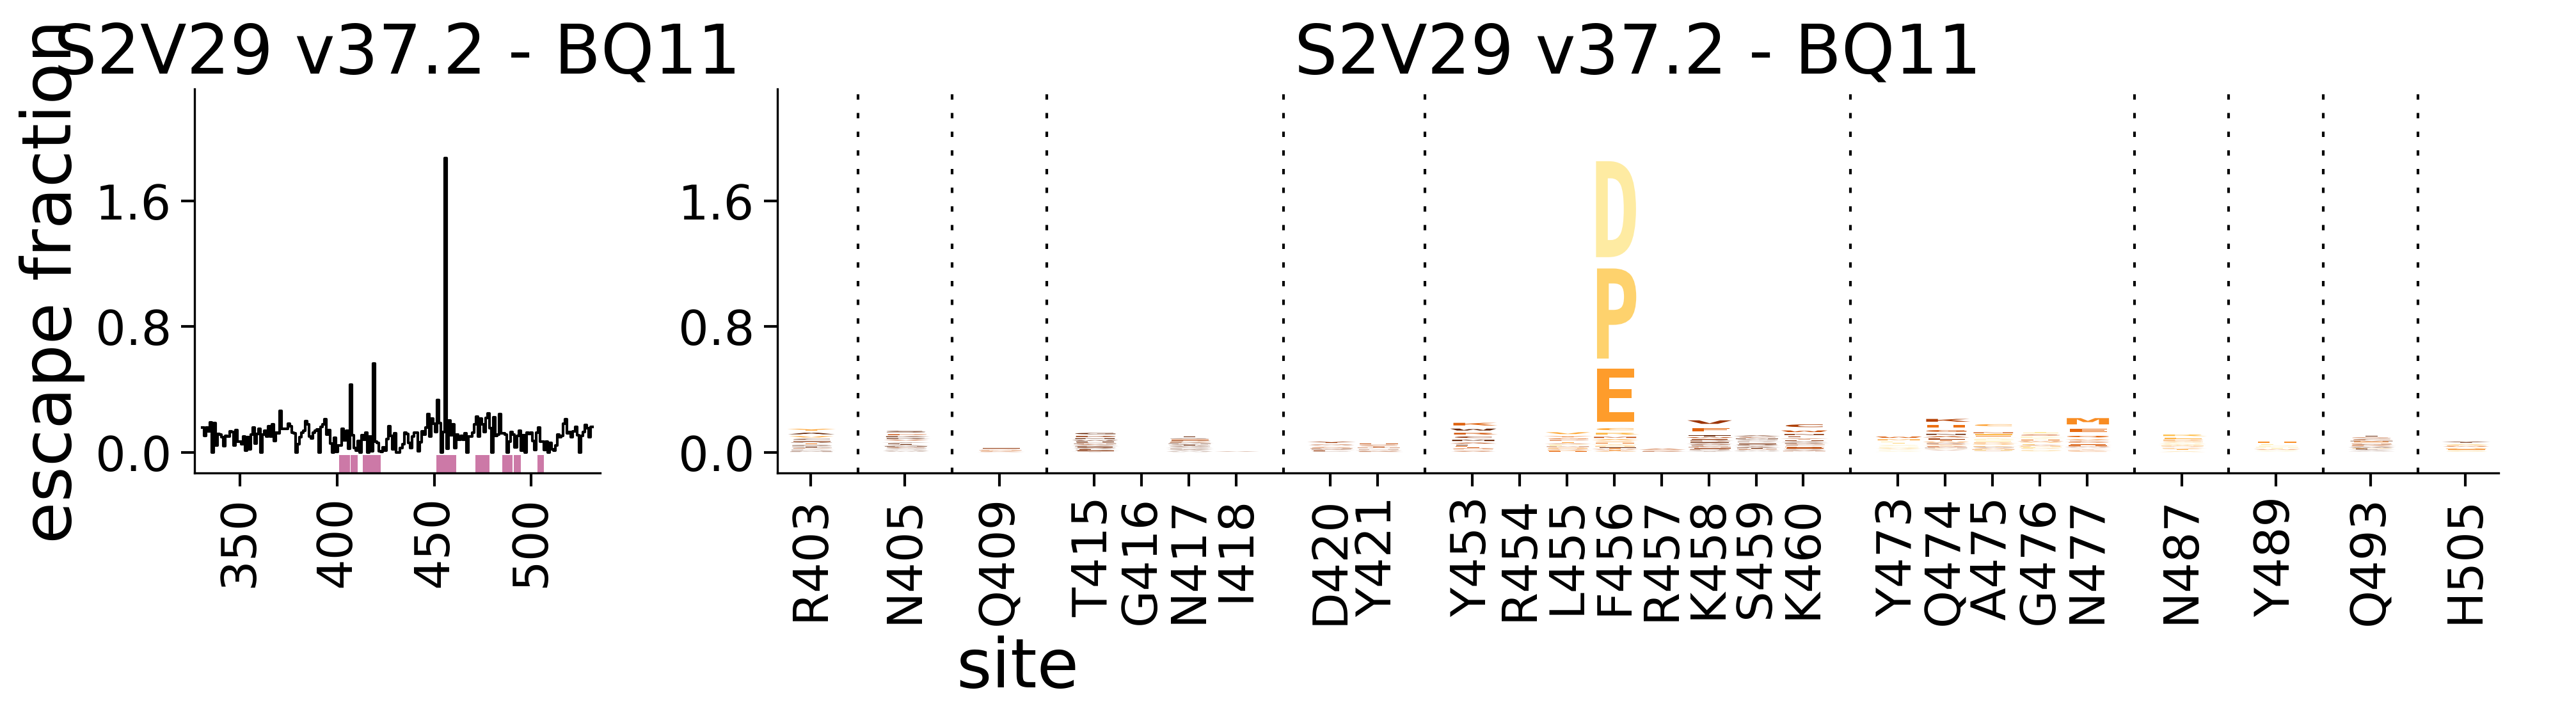 S2V29 v37.2 - BQ11
escape fraction
1.6
0.8
0.0
350
400
450
500
S2V29 v37.2 - BQ11
1.6
0.8
0.0
D
P
E
R403
N405
Q409
T415
G416
N417
I418
D420
Y421
Y453
R454
L455
F456
R457
K458
S459
K460
Y473
Q474
A475
G476
N477
N487
Y489
Q493
H505
site